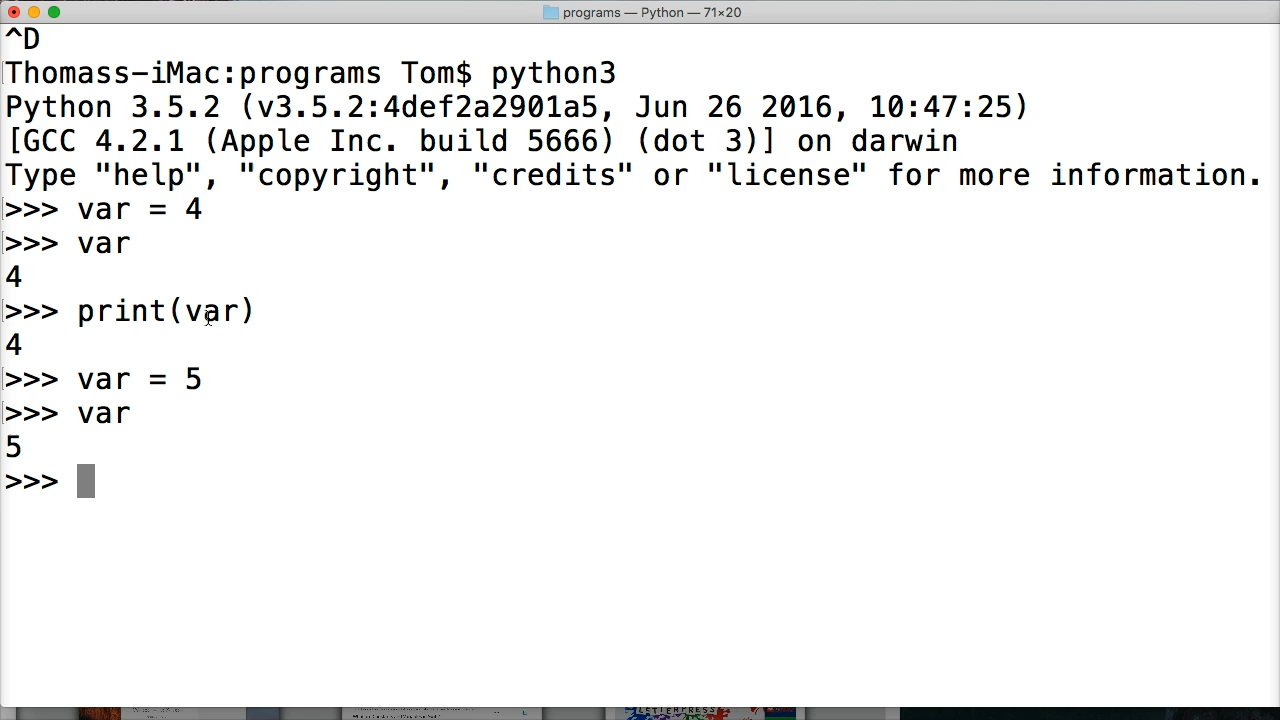 programs — Python — 71×20
^D
Thomass-iMac:programs Tom$ python3
Python 3.5.2 (v3.5.2:4def2a2901a5, Jun 26 2016, 10:47:25)
[GCC 4.2.1 (Apple Inc. build 5666) (dot 3)] on darwin
Type "help", "copyright", "credits" or "license" for more information.
>>> var = 4
>>> var
4
>>> print(var)
4
>>> var = 5
>>> var
5
>>>
LETTERPRESS